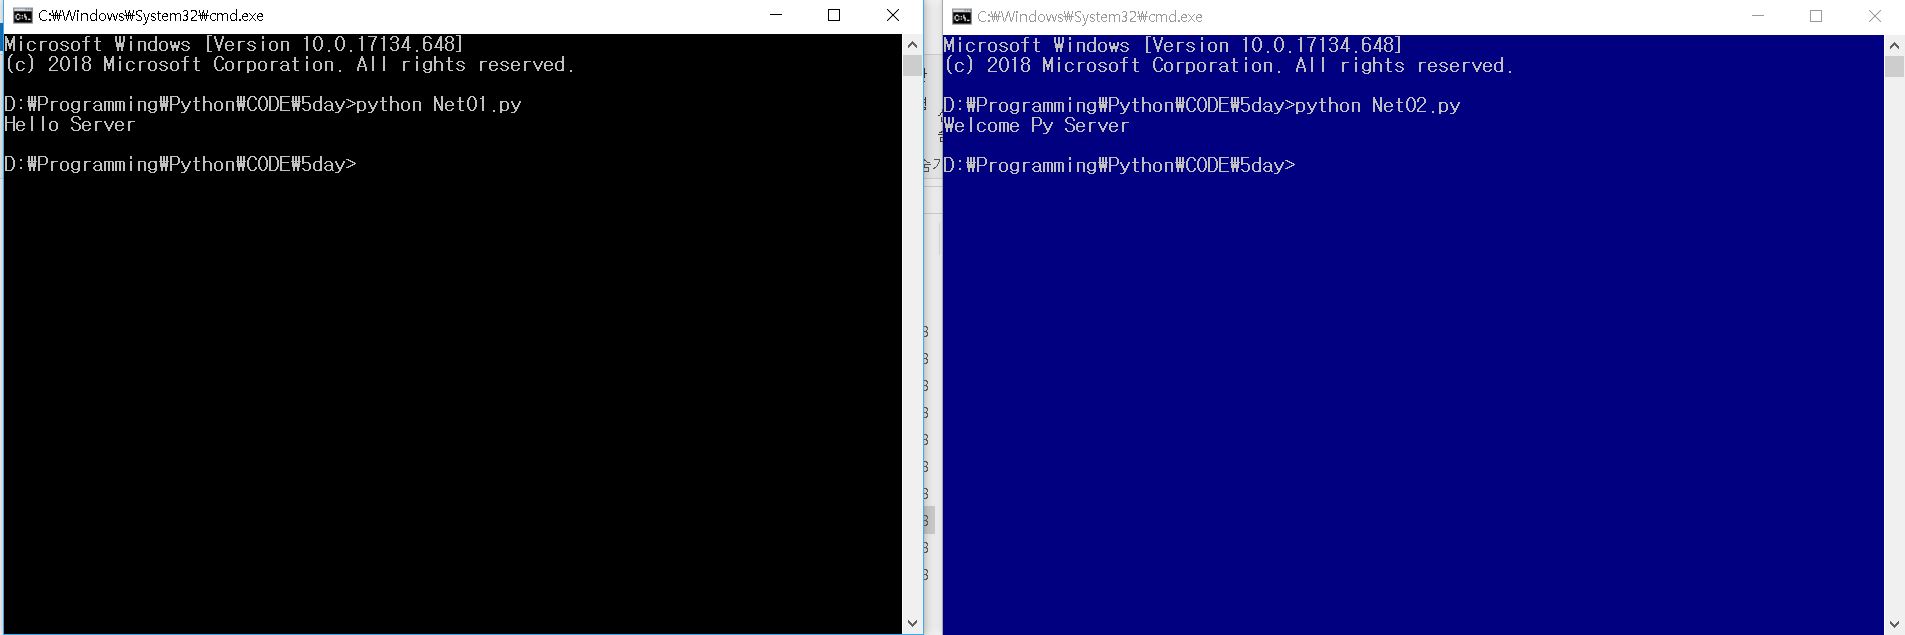 C:₩Windows₩System32₩cmd.exe
Microsoft Windows [Version 10.0.17134.648]
(c) 2018 Microsoft Corporation. All rights reserved.
D:₩Programming₩Python₩CODE₩5day>python Net01.py
Hello Server
D:₩Programming₩Python₩CODE₩5day>
C:₩Windows₩System32₩cmd.exe
Microsoft Windows [Version 10.0.17134.648]
(c) 2018 Microsoft Corporation. All rights reserved.
D:₩Programming₩Python₩CODE₩5day>python Net02.py
Welcome Py Server
D:₩Programming₩Python₩CODE₩5day>